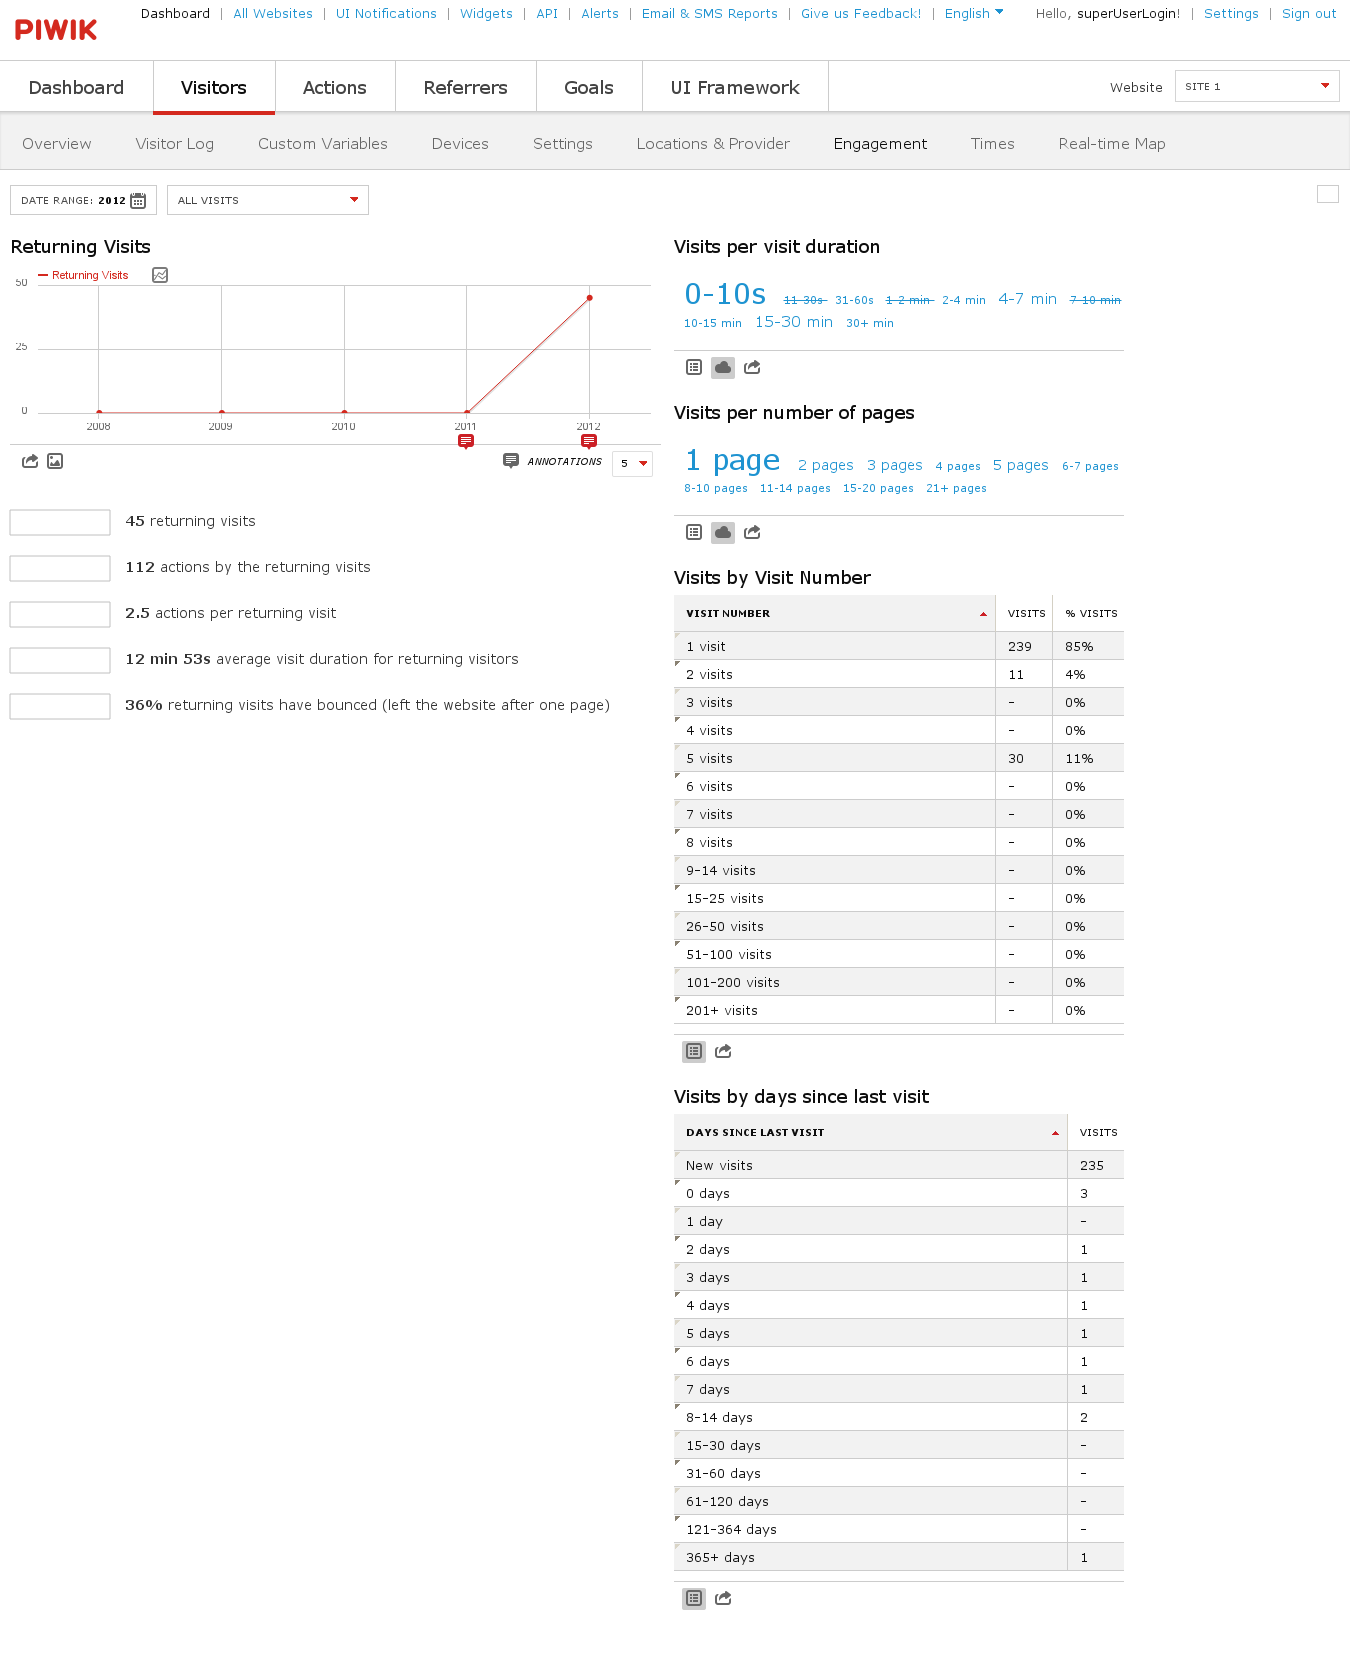 PIWIK
Dashboard | All Websites | UI Notifications | Widgets | API | Alerts | Email & SMS Reports | Give us Feedback! | English Hello, superUserLogin! | Settings | Sign out
Dashboard Visitors Actions Referrers Goals UI Framework Website SITE 1
Overview Visitor Log Custom Variables Devices Settings Locations & Provider Engagement Times Real-time Map
DATE RANGE: 2012 ALL VISITS
Returning Visits
Returning Visits
50
25
0
2008 2009 2010 2011 2012
ANNOTATIONS 5
45 returning visits
112 actions by the returning visits
2.5 actions per returning visit
12 min 53s average visit duration for returning visitors
36% returning visits have bounced (left the website after one page)
Visits per visit duration
0-10s 11-30s 31-60s 1-2 min 2-4 min 4-7 min 7-10 min
10-15 min 15-30 min 30+ min
Visits per number of pages
1 page 2 pages 3 pages 4 pages 5 pages 6-7 pages
8-10 pages 11-14 pages 15-20 pages 21+ pages
Visits by Visit Number
VISIT NUMBER VISITS % VISITS
1 visit 239 85%
2 visits 11 4%
3 visits - 0%
4 visits - 0%
5 visits 30 11%
6 visits - 0%
7 visits - 0%
8 visits - 0%
9-14 visits - 0%
15-25 visits - 0%
26-50 visits - 0%
51-100 visits - 0%
101-200 visits - 0%
201+ visits - 0%
Visits by days since last visit
DAYS SINCE LAST VISIT VISITS
New visits 235
0 days 3
1 day -
2 days 1
3 days 1
4 days 1
5 days 1
6 days 1
7 days 1
8-14 days 2
15-30 days -
31-60 days -
61-120 days -
121-364 days -
365+ days 1